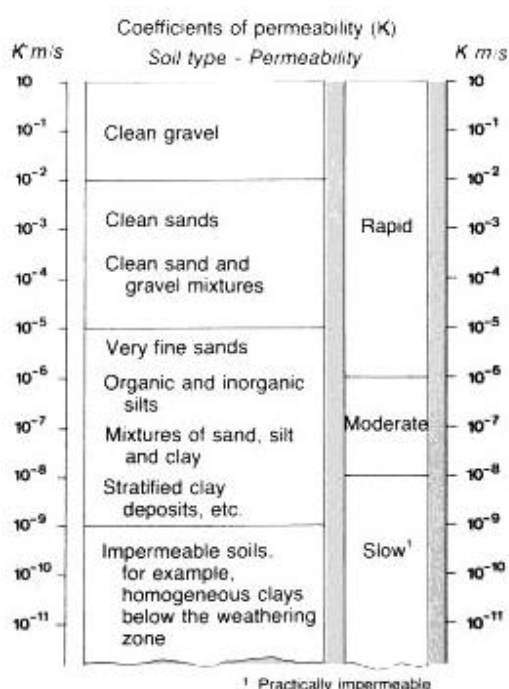 Coefficients of permeability (K)
K m/s
Soil type - Permeability
K m/s
10
10⁻¹
10⁻²
10⁻³
10⁻⁴
10⁻⁵
10⁻⁶
10⁻⁷
10⁻⁸
10⁻⁹
10⁻¹⁰
10⁻¹¹
Clean gravel
Clean sands
Clean sand and
gravel mixtures
Very fine sands
Organic and inorganic
silts
Mixtures of sand, silt
and clay
Stratified clay
deposits, etc.
Impermeable soils.
for example,
homogeneous clays
below the weathering
zone
Rapid
Moderate
Slow¹
10
10⁻¹
10⁻²
10⁻³
10⁻⁴
10⁻⁵
10⁻⁶
10⁻⁷
10⁻⁸
10⁻⁹
10⁻¹⁰
10⁻¹¹
¹ Practically impermeable